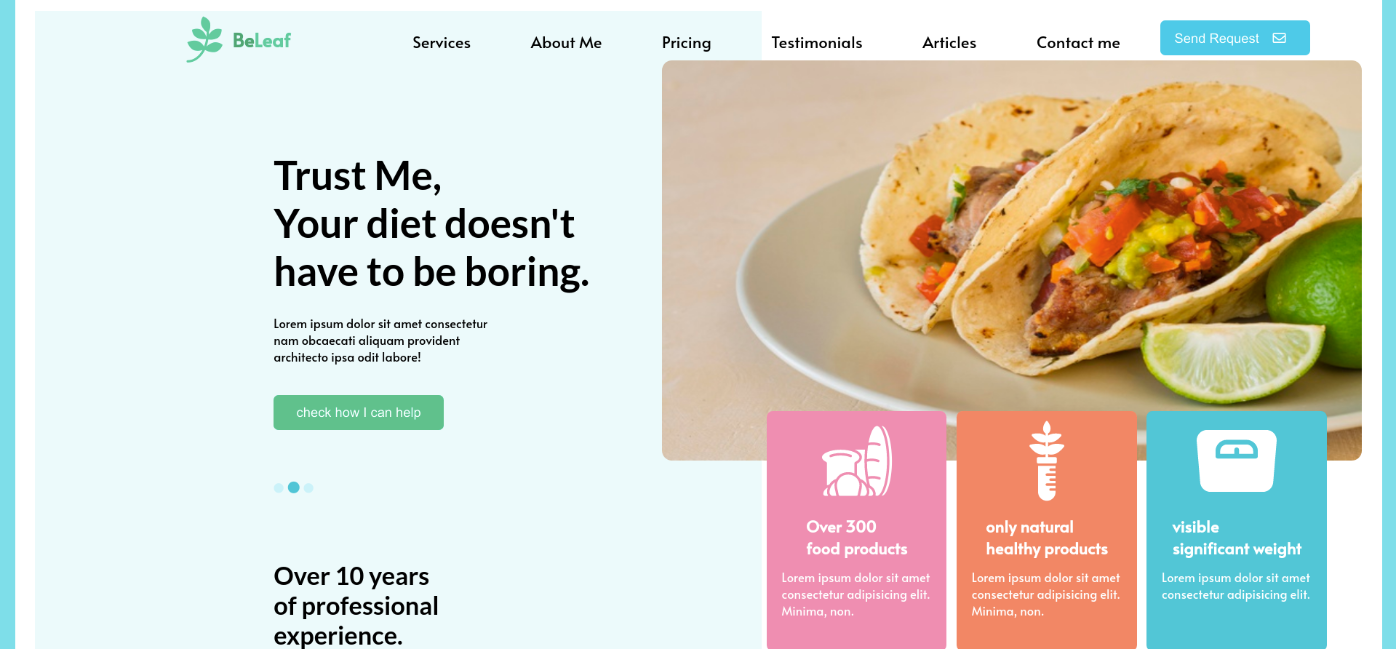 BeLeaf
Services
About Me
Pricing
Testimonials
Articles
Contact me
Send Request
Trust Me,
Your diet doesn't
have to be boring.
Lorem ipsum dolor sit amet consectetur
nam obcaecati aliquam provident
architecto ipsa odit labore!
check how I can help
Over 10 years
of professional
experience.
Over 300
food products
Lorem ipsum dolor sit amet
consectetur adipisicing elit.
Minima, non.
only natural
healthy products
Lorem ipsum dolor sit amet
consectetur adipisicing elit.
Minima, non.
visible
significant weight
Lorem ipsum dolor sit amet
consectetur adipisicing elit.